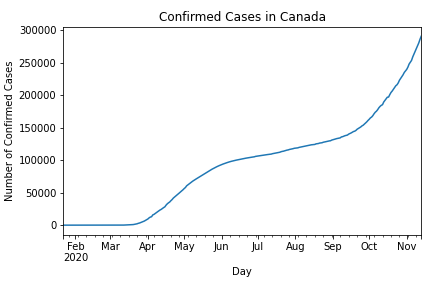 Confirmed Cases in Canada
300000
250000
200000
150000
100000
50000
0
Number of Confirmed Cases
Feb Mar Apr May Jun Jul Aug Sep Oct Nov
2020
Day